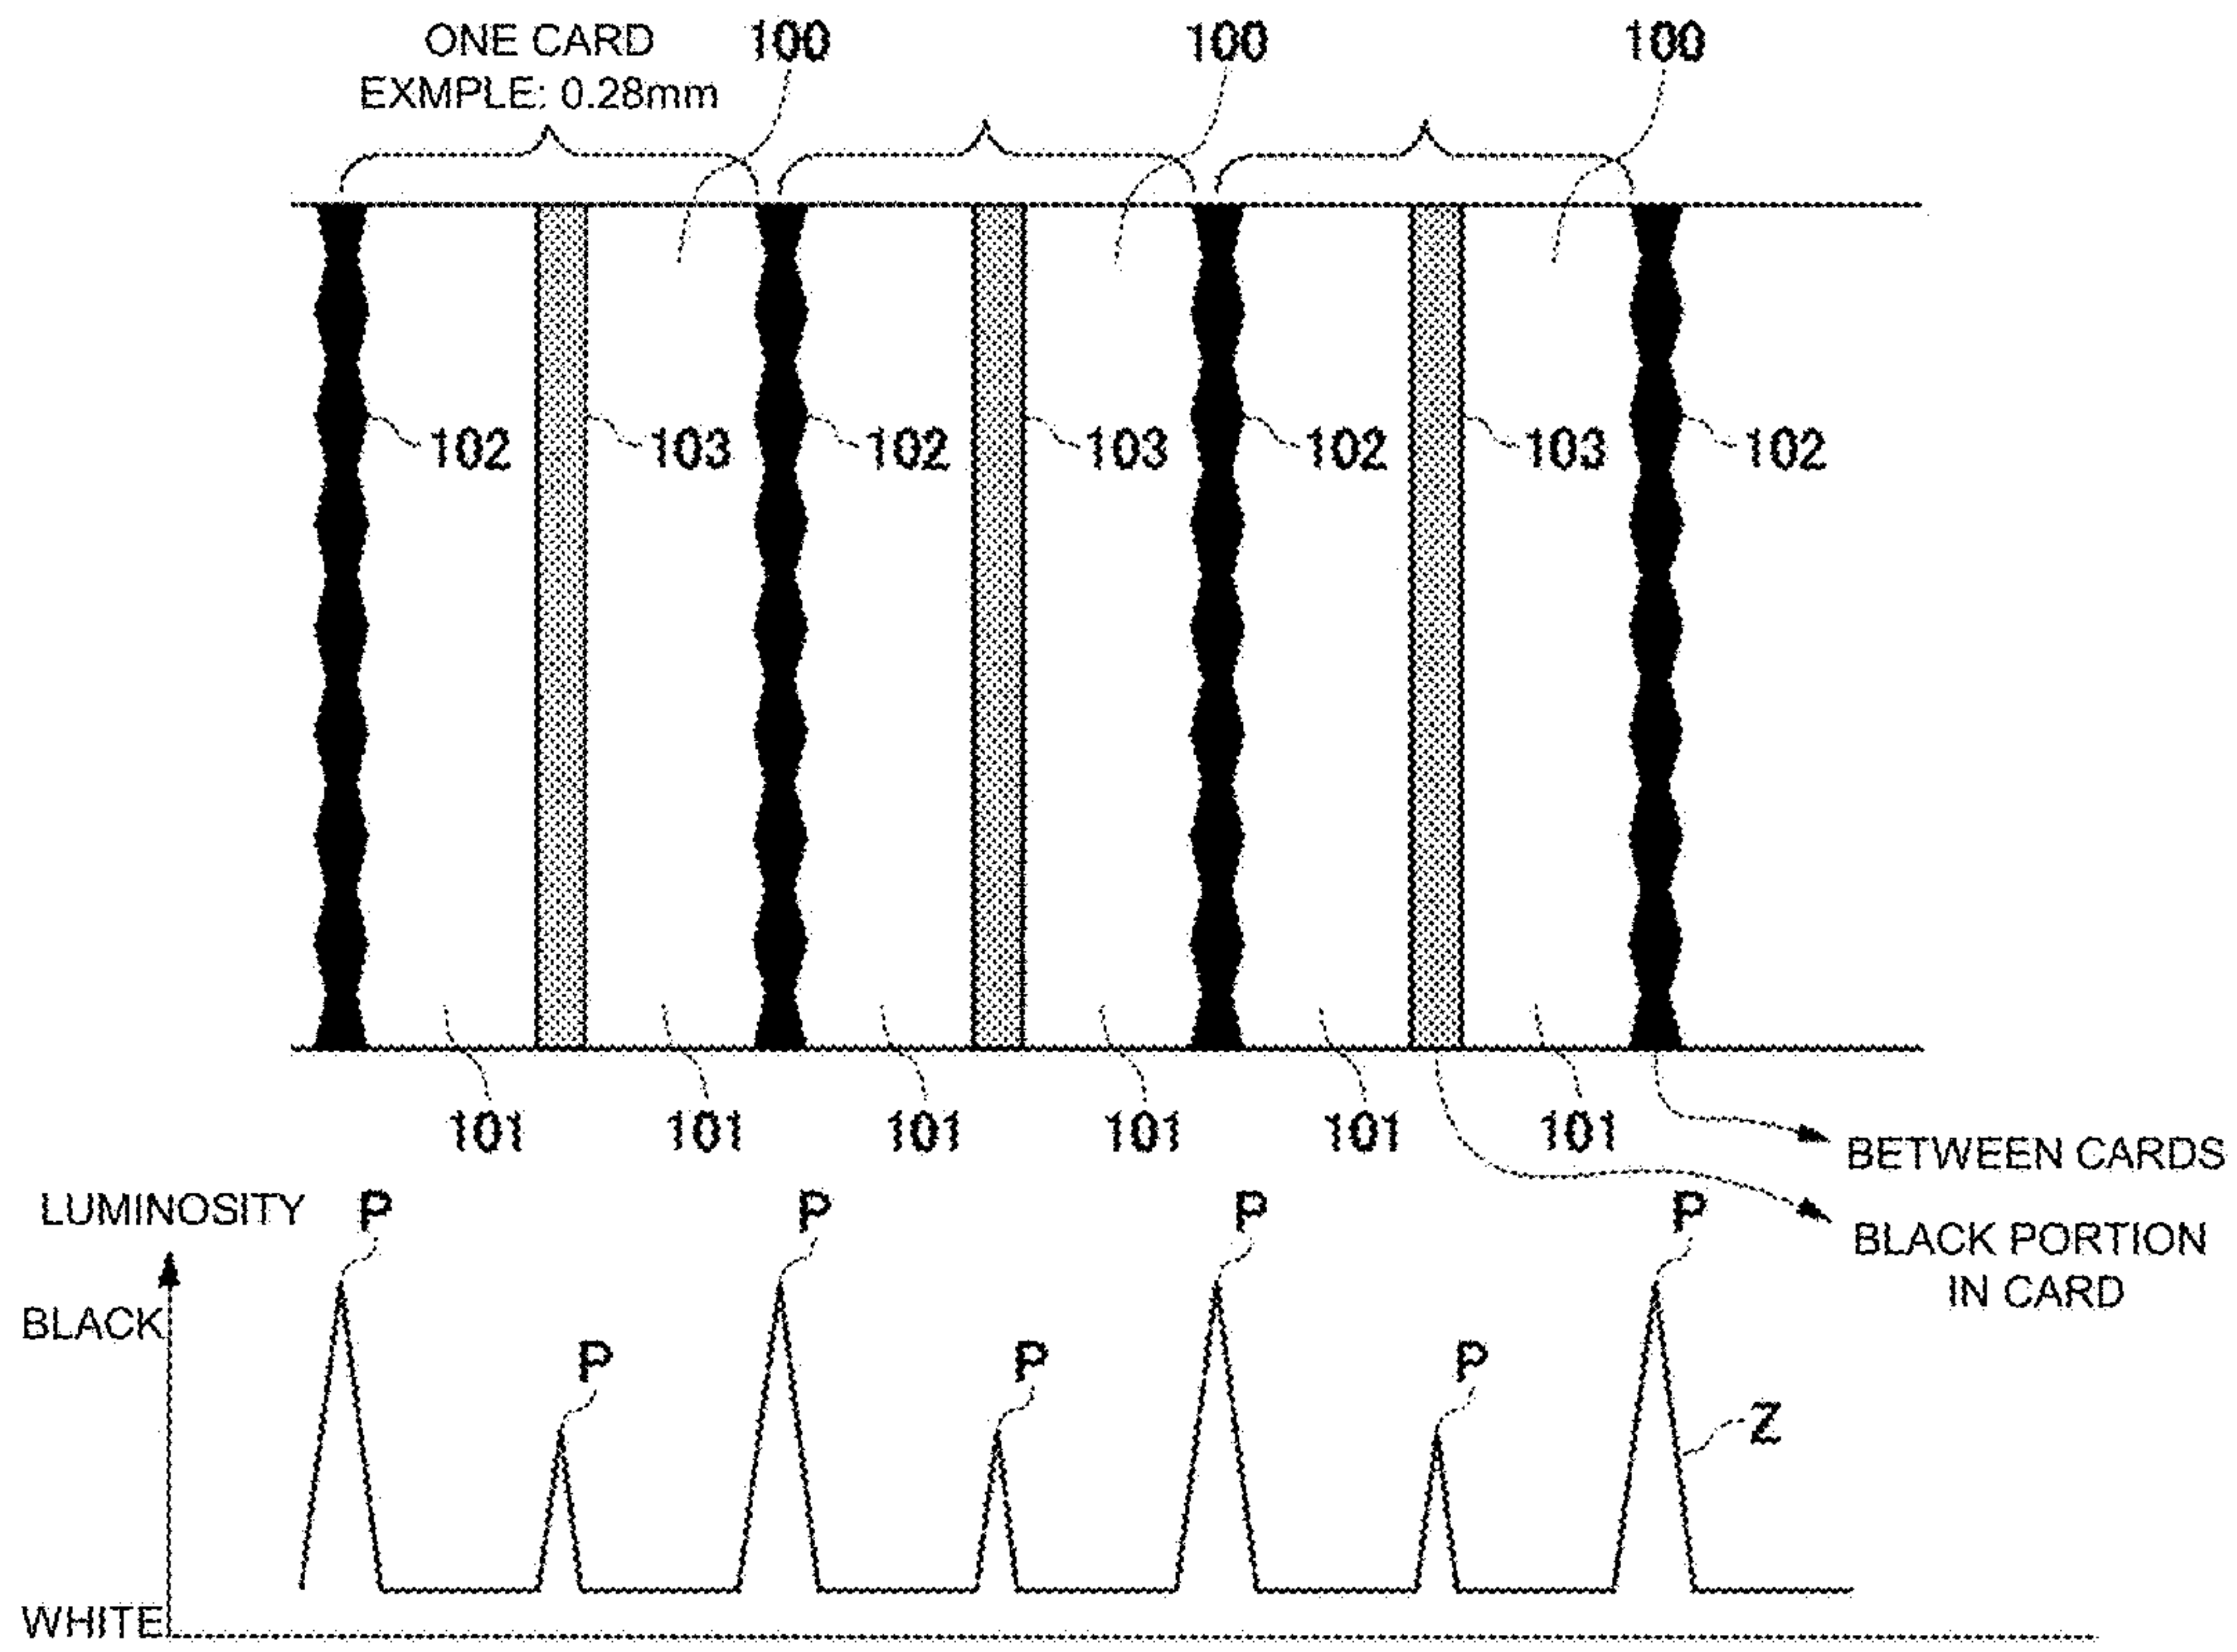 ONE CARD
EXMPLE: 0.28mm
100 100 100
102 103 102 103 102 103 102
101 101 101 101 101 101
BETWEEN CARDS
BLACK PORTION
IN CARD
LUMINOSITY
P P P P
BLACK
P P P
Z
WHITE